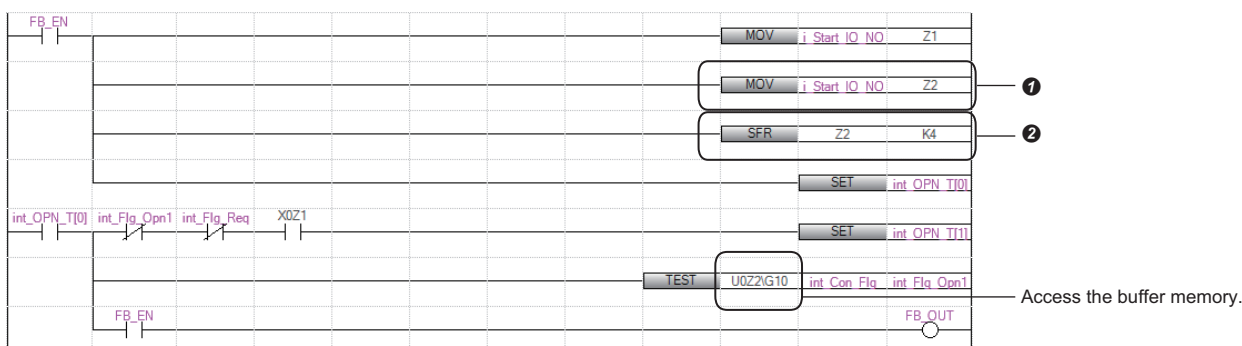 FB_EN
MOV i_Start_IO_NO Z1
MOV i_Start_IO_NO Z2 ❶
SFR Z2 K4 ❷
SET int_OPN_T[0]
int_OPN_T[0] int_Flg_Opn1 int_Flg_Req X0Z1
SET int_OPN_T[1]
TEST U0Z2\G10 int_Con_Flg int_Flg_Opn1
Access the buffer memory.
FB_EN FB_OUT